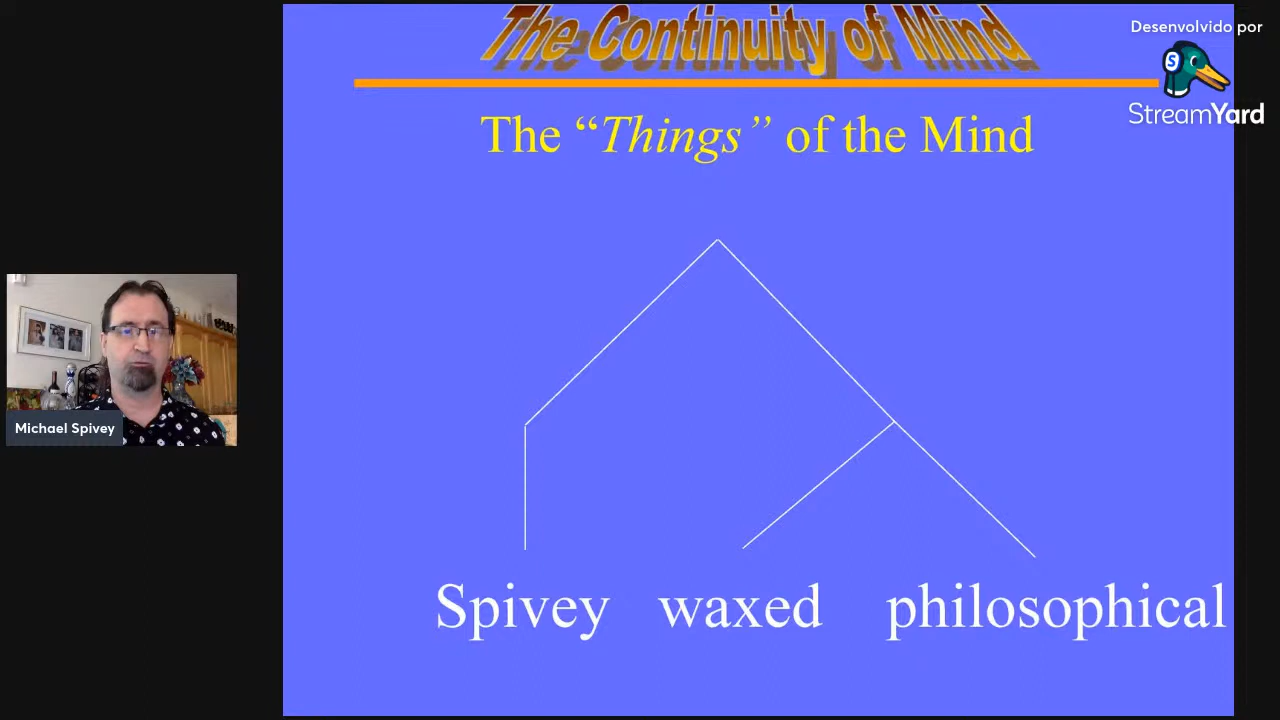 The Continuity of Mind
Desenvolvido por
StreamYard
The “Things” of the Mind
Michael Spivey
Spivey waxed philosophical